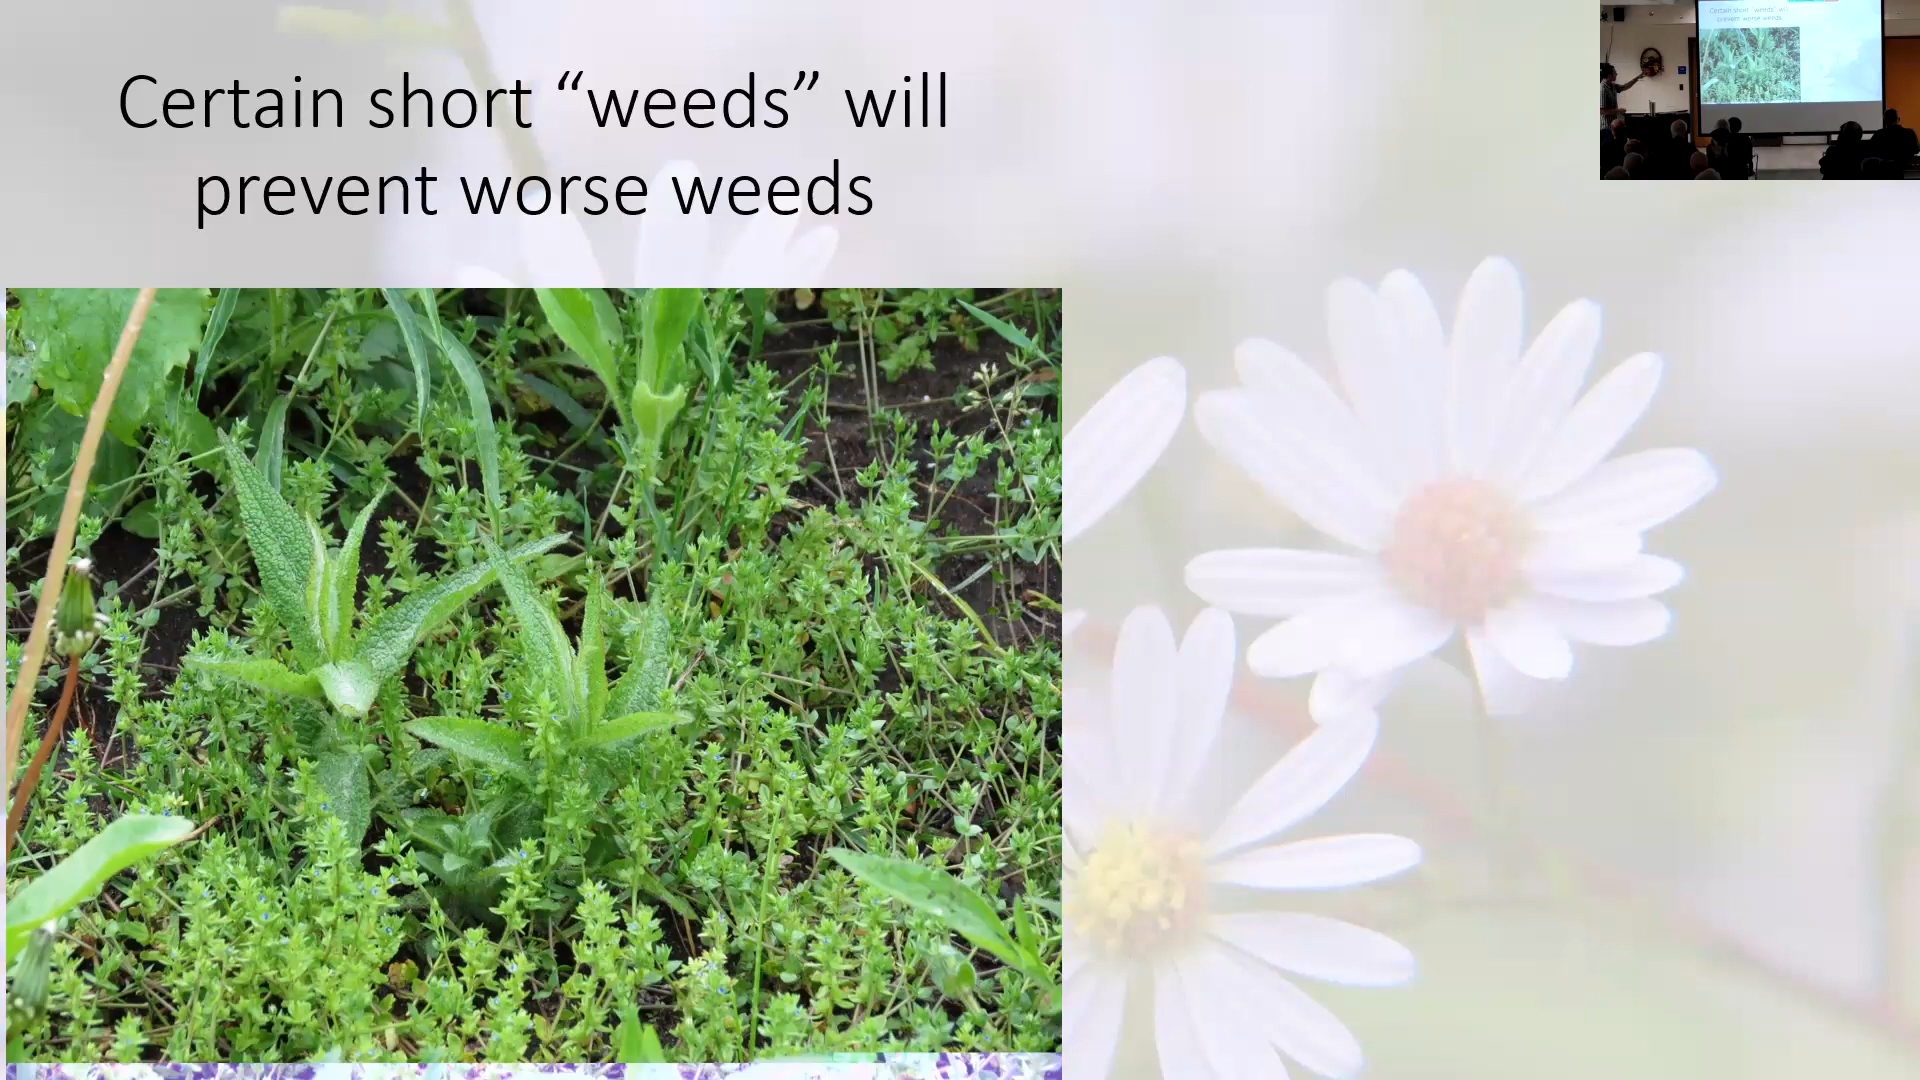 Certain short “weeds” will
prevent worse weeds